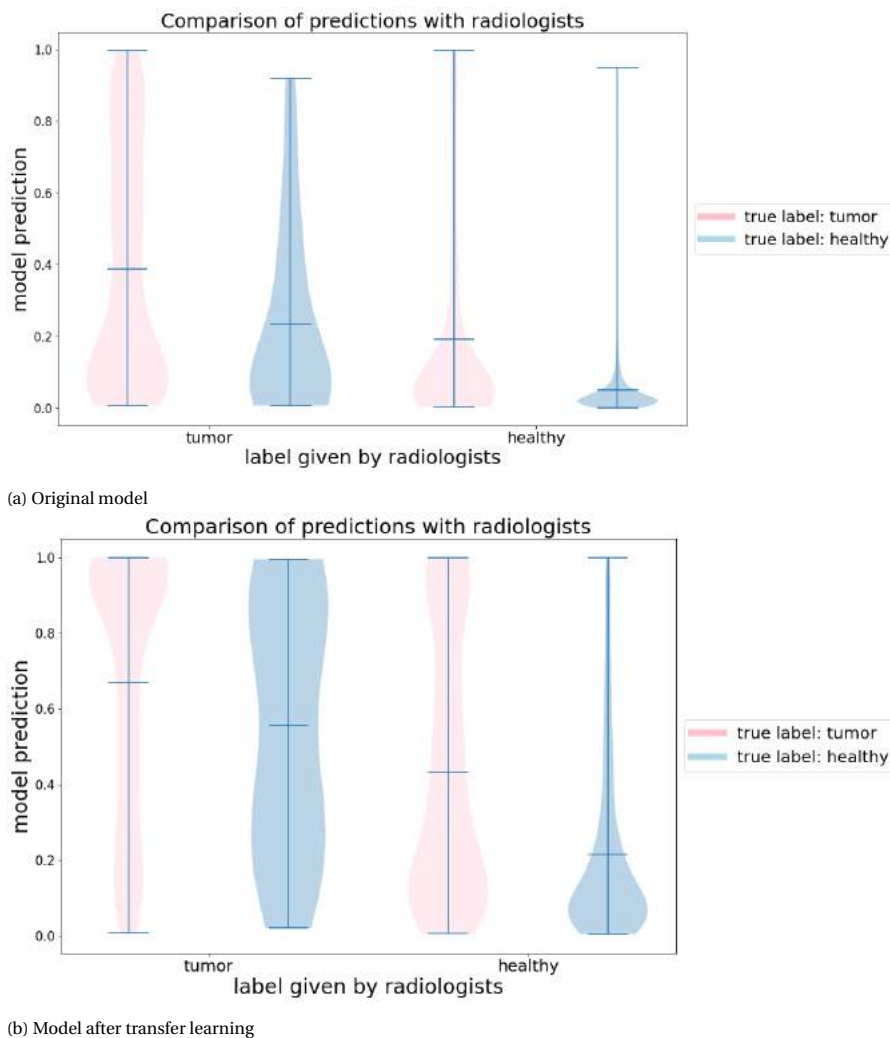 Comparison of predictions with radiologists
1.0
0.8
0.6
0.4
0.2
0.0
model prediction
tumor
healthy
label given by radiologists
true label: tumor
true label: healthy
(a) Original model
Comparison of predictions with radiologists
1.0
0.8
0.6
0.4
0.2
0.0
model prediction
tumor
healthy
label given by radiologists
true label: tumor
true label: healthy
(b) Model after transfer learning